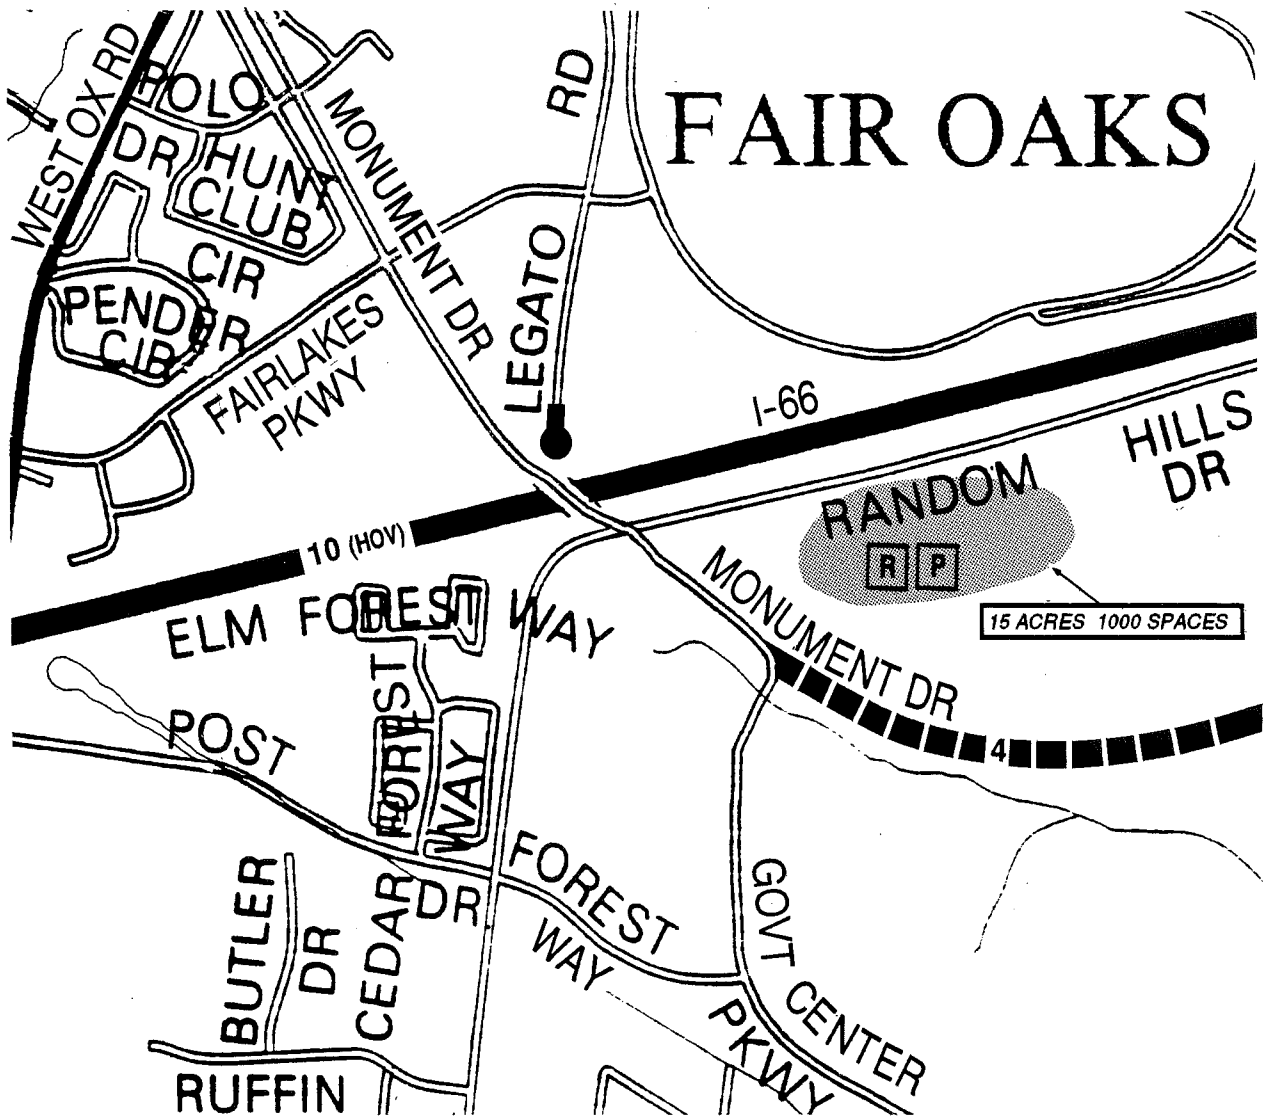 FAIR OAKS
WEST OX RD
POLO
DR
HUNT
CLUB
CIR
PENDER
CIR
FAIRLAKES
PKWY
MONUMENT DR
LEGATO
RD
I-66
HILLS
DR
RANDOM
R P
15 ACRES 1000 SPACES
10 (HOV)
ELM FOREST WAY
MONUMENT DR
4
POST
FOREST
WAY
DR
CEDAR
FOREST
WAY
BUTLER
DR
RUFFIN
GOVT CENTER
PKWY